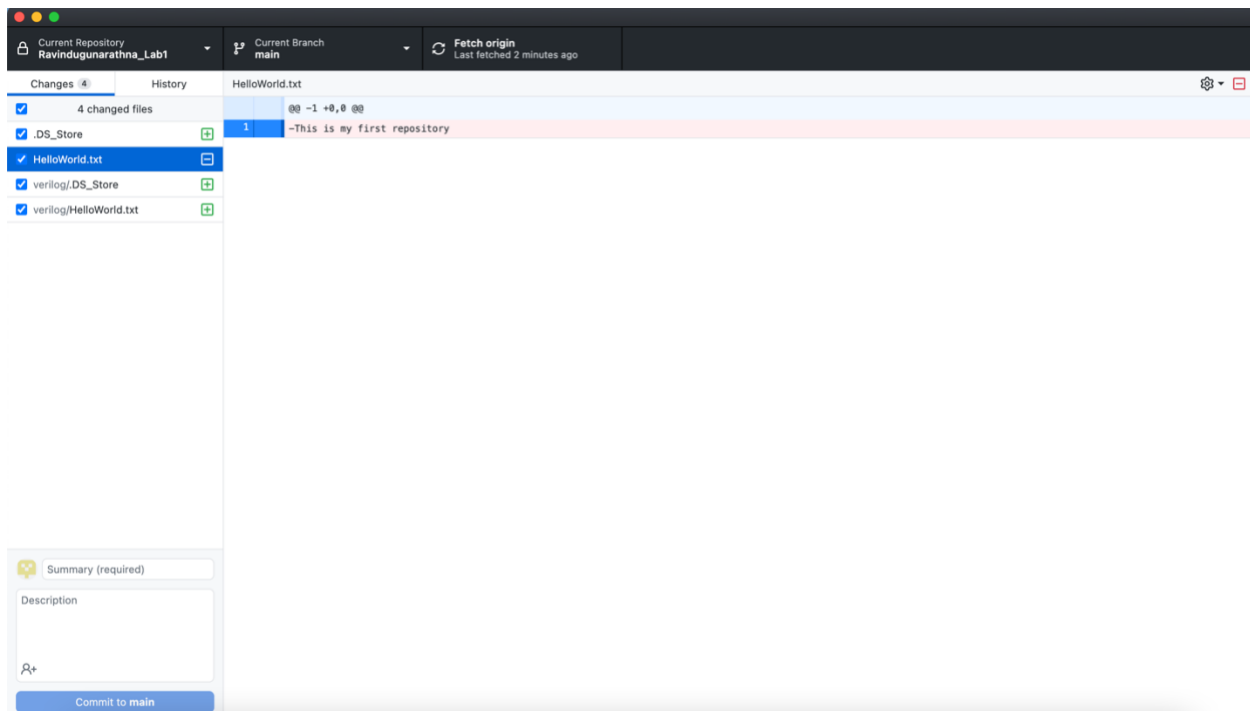 Current Repository
Ravindugunarathna_Lab1
Current Branch
main
Fetch origin
Last fetched 2 minutes ago
Changes 4
History
4 changed files
.DS_Store
HelloWorld.txt
verilog/.DS_Store
verilog/HelloWorld.txt
HelloWorld.txt
@@ -1 +0,0 @@
1 -This is my first repository
Summary (required)
Description
Commit to main